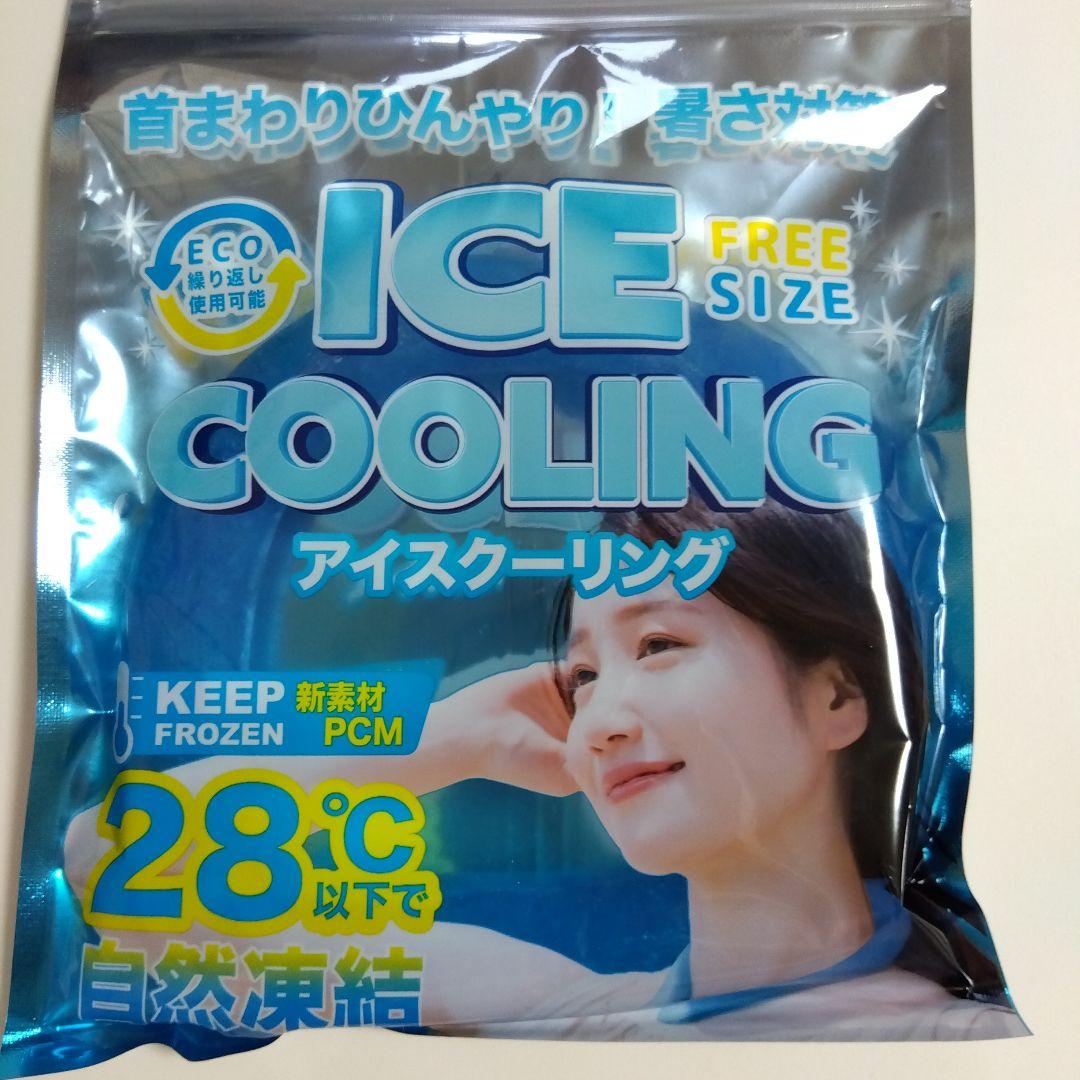 首まわりひんやり 暑さ対策
ECO
繰り返し
使用可能
ICE
FREE
SIZE
COOLING
アイスクーリング
KEEP
FROZEN
新素材
PCM
28℃
以下で
自然凍結